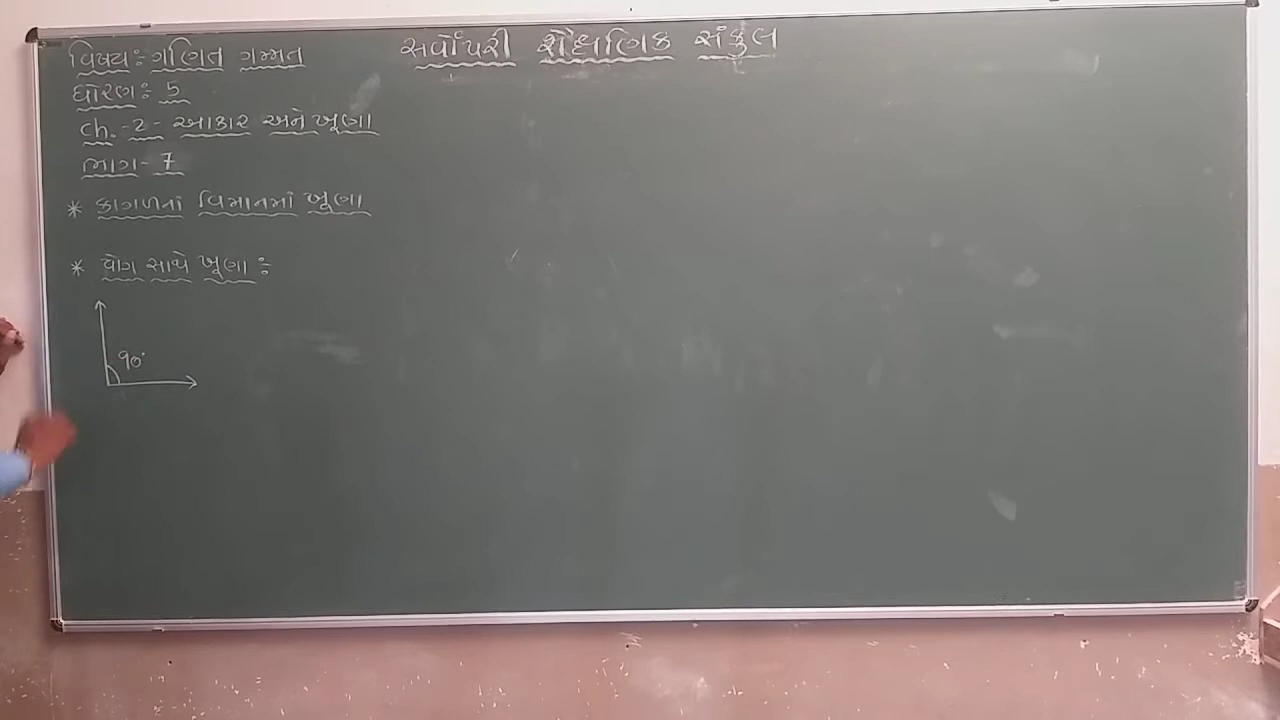 સર્વોપરી શૈક્ષણિક સંકુલ
વિષય: ગણિત ગમ્મત
ધોરણ: 5
ch. - 2 - આકાર અને ખૂણા
ભાગ - 7
* કાગળનાં વિમાનમાં ખૂણા
* યોગ સાથે ખૂણા :
90°